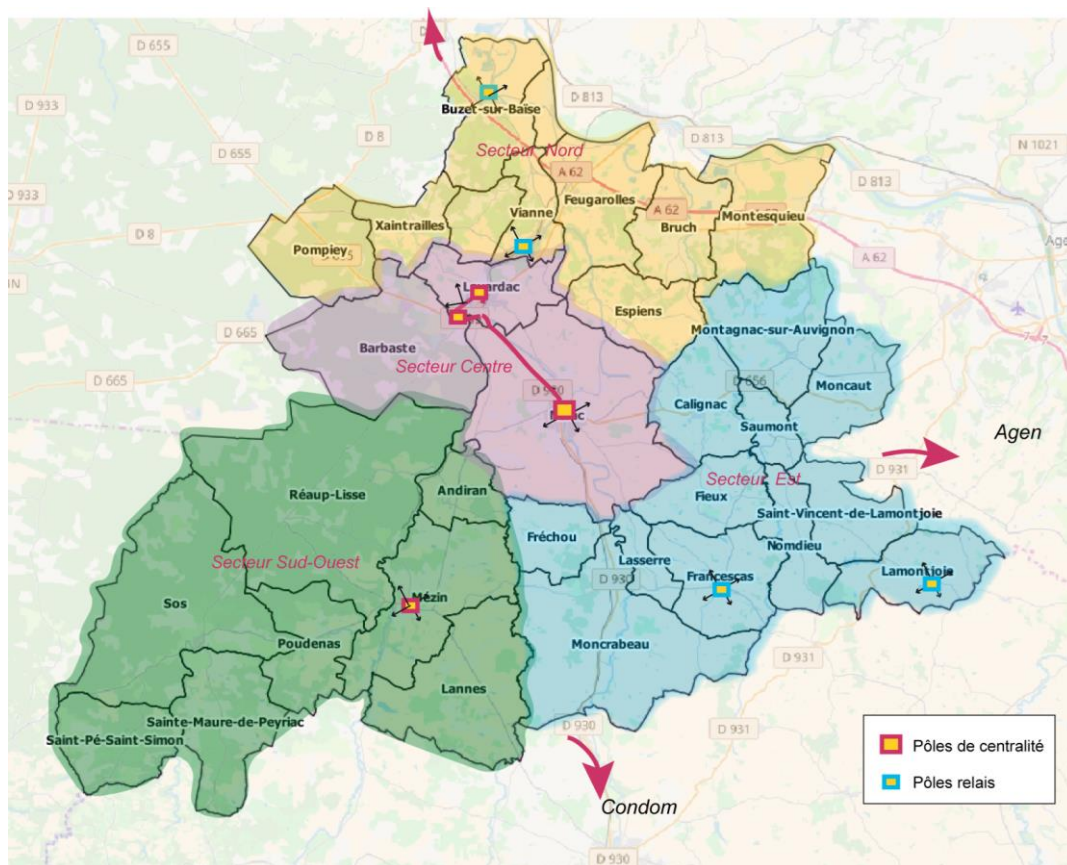 D 655
D 933
D 8
D 655
D 933
D 8
D 665
D 665
Buzet-sur-Baïse
Secteur Nord
D 813
D 813
N 1021
D 813
A 62
A 62
A 62
Feugarolles
Vianne
Xaintrailles
Pompiey
Bruch
Montesquieu
Espiens
Barbaste
Secteur Centre
D 930
Montagnac-sur-Auvignon
D 656
Moncaut
Calignac
Saumont
Agen
D 931
Secteur Est
Fieux
Saint-Vincent-de-Lamontjoie
Réaup-Lisse
Andiran
Fréchou
Lasserre
Nomdieu
Secteur Sud-Ouest
D 930
Francescas
Lamontjoie
Sos
Mézin
Poudenas
Moncrabeau
D 931
Lannes
Sainte-Maure-de-Peyriac
Saint-Pé-Saint-Simon
D 930
D 931
Condom
D 930
Pôles de centralité
Pôles relais